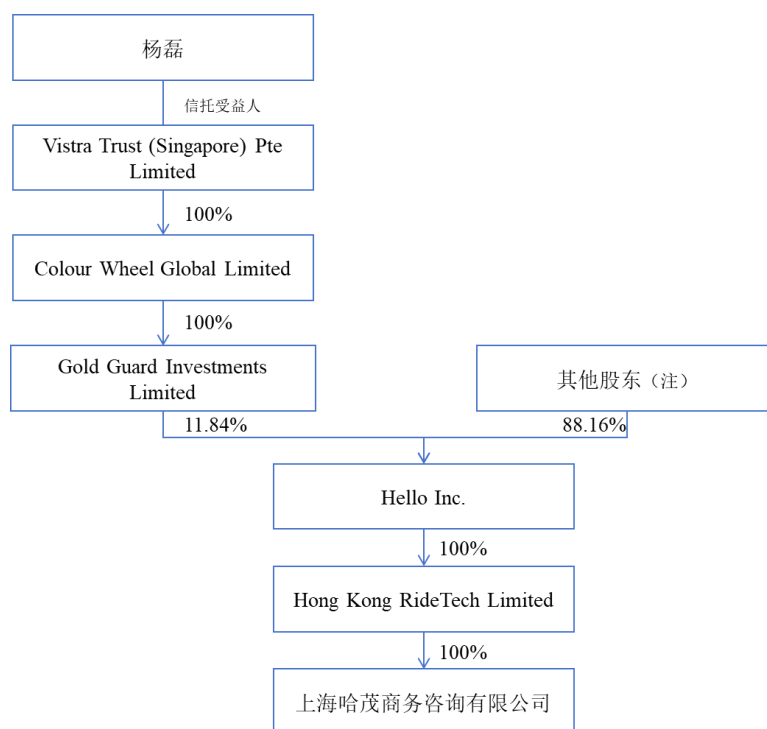 杨磊
信托受益人
Vistra Trust (Singapore) Pte
Limited
100%
Colour Wheel Global Limited
100%
Gold Guard Investments
Limited
其他股东（注）
11.84%
88.16%
Hello Inc.
100%
Hong Kong RideTech Limited
100%
上海哈茂商务咨询有限公司